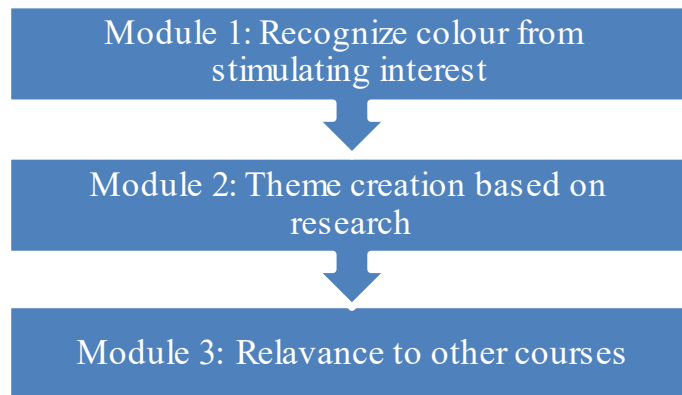 Module 1: Recognize colour from
stimulating interest
Module 2: Theme creation based on
research
Module 3: Relavance to other courses